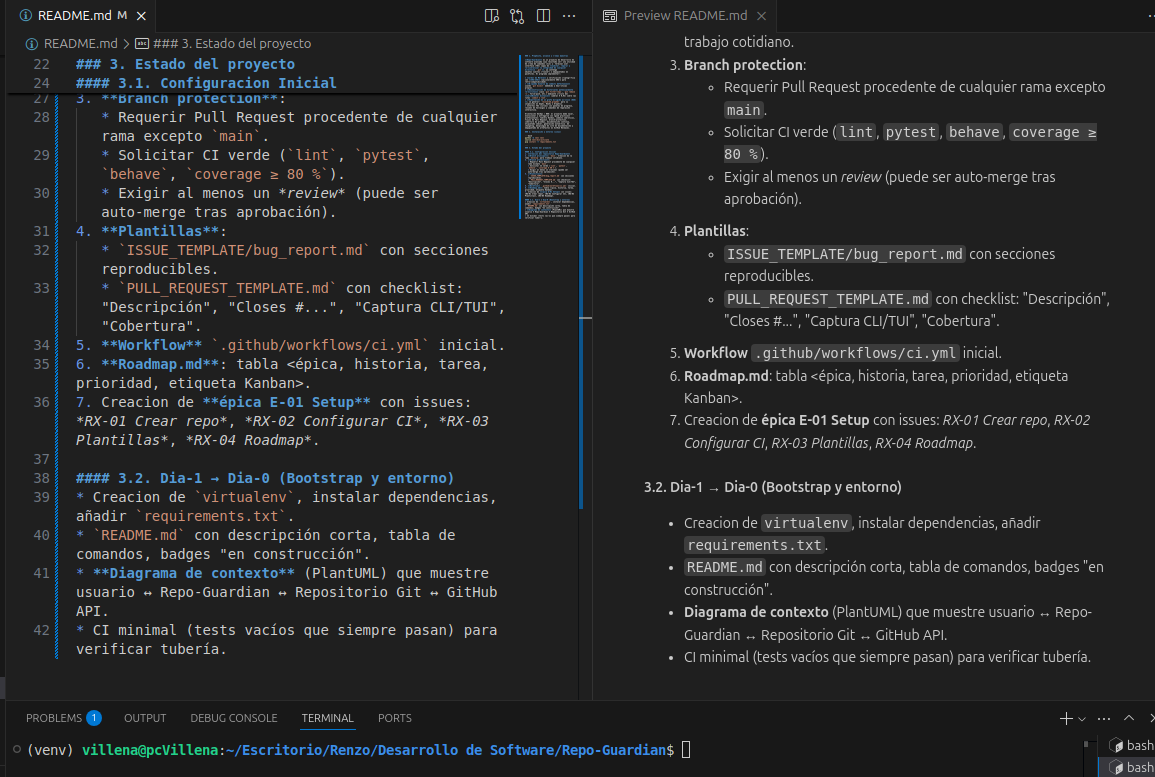 README.md M
Preview README.md
README.md > ### 3. Estado del proyecto
22 ### 3. Estado del proyecto
24 #### 3.1. Configuracion Inicial
27 3. **Branch protection**:
28 * Requerir Pull Request procedente de cualquier
rama excepto `main`.
29 * Solicitar CI verde (`lint`, `pytest`,
`behave`, `coverage ≥ 80 %`).
30 * Exigir al menos un *review* (puede ser
auto-merge tras aprobación).
31 4. **Plantillas**:
32 * `ISSUE_TEMPLATE/bug_report.md` con secciones
reproducibles.
33 * `PULL_REQUEST_TEMPLATE.md` con checklist:
"Descripción", "Closes #...", "Captura CLI/TUI",
"Cobertura".
34 5. **Workflow** `.github/workflows/ci.yml` inicial.
35 6. **Roadmap.md**: tabla <épica, historia, tarea,
prioridad, etiqueta Kanban>.
36 7. Creacion de **épica E-01 Setup** con issues:
*RX-01 Crear repo*, *RX-02 Configurar CI*, *RX-03
Plantillas*, *RX-04 Roadmap*.
37
38 #### 3.2. Dia-1 → Dia-0 (Bootstrap y entorno)
39 * Creacion de `virtualenv`, instalar dependencias,
añadir `requirements.txt`.
40 * `README.md` con descripción corta, tabla de
comandos, badges "en construcción".
41 * **Diagrama de contexto** (PlantUML) que muestre
usuario ↔ Repo-Guardian ↔ Repositorio Git ↔ GitHub
API.
42 * CI minimal (tests vacíos que siempre pasan) para
verificar tubería.
trabajo cotidiano.
3. Branch protection:
◦ Requerir Pull Request procedente de cualquier rama excepto
main.
◦ Solicitar CI verde (lint, pytest, behave, coverage ≥
80 %).
◦ Exigir al menos un review (puede ser auto-merge tras
aprobación).
4. Plantillas:
◦ ISSUE_TEMPLATE/bug_report.md con secciones
reproducibles.
◦ PULL_REQUEST_TEMPLATE.md con checklist: "Descripción",
"Closes #...", "Captura CLI/TUI", "Cobertura".
5. Workflow .github/workflows/ci.yml inicial.
6. Roadmap.md: tabla <épica, historia, tarea, prioridad, etiqueta
Kanban>.
7. Creacion de épica E-01 Setup con issues: RX-01 Crear repo, RX-02
Configurar CI, RX-03 Plantillas, RX-04 Roadmap.
3.2. Dia-1 → Dia-0 (Bootstrap y entorno)
• Creacion de virtualenv, instalar dependencias, añadir
requirements.txt.
• README.md con descripción corta, tabla de comandos, badges "en
construcción".
• Diagrama de contexto (PlantUML) que muestre usuario ↔ Repo-
Guardian ↔ Repositorio Git ↔ GitHub API.
• CI minimal (tests vacíos que siempre pasan) para verificar tubería.
PROBLEMS 1 OUTPUT DEBUG CONSOLE TERMINAL PORTS
(venv) villena@pcVillena:~/Escritorio/Renzo/Desarrollo de Software/Repo-Guardian$
bash
bash